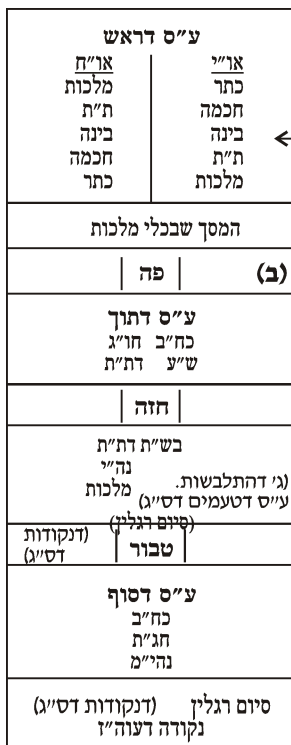 ע״ס דראש
או״י או״ח
כתר מלכות
חכמה ת״ת
בינה בינה
ת״ת חכמה
מלכות כתר
המסך שבכלי מלכות
(ב) פה
ע״ס דתוך
כח״ב חו״ג
ש״ע דת״ת
חזה
בש״ת דת״ת
נה״י
(ג׳ דהתלבשות. מלכות
ע״ס דטעמים דס״ג)
(סיום רגלין)
טבור (דנקודות
דס״ג)
ע״ס דסוף
כח״ב
חג״ת
נהי״מ
סיום רגלין (דנקודות דס״ג)
נקודה דעוה״ז